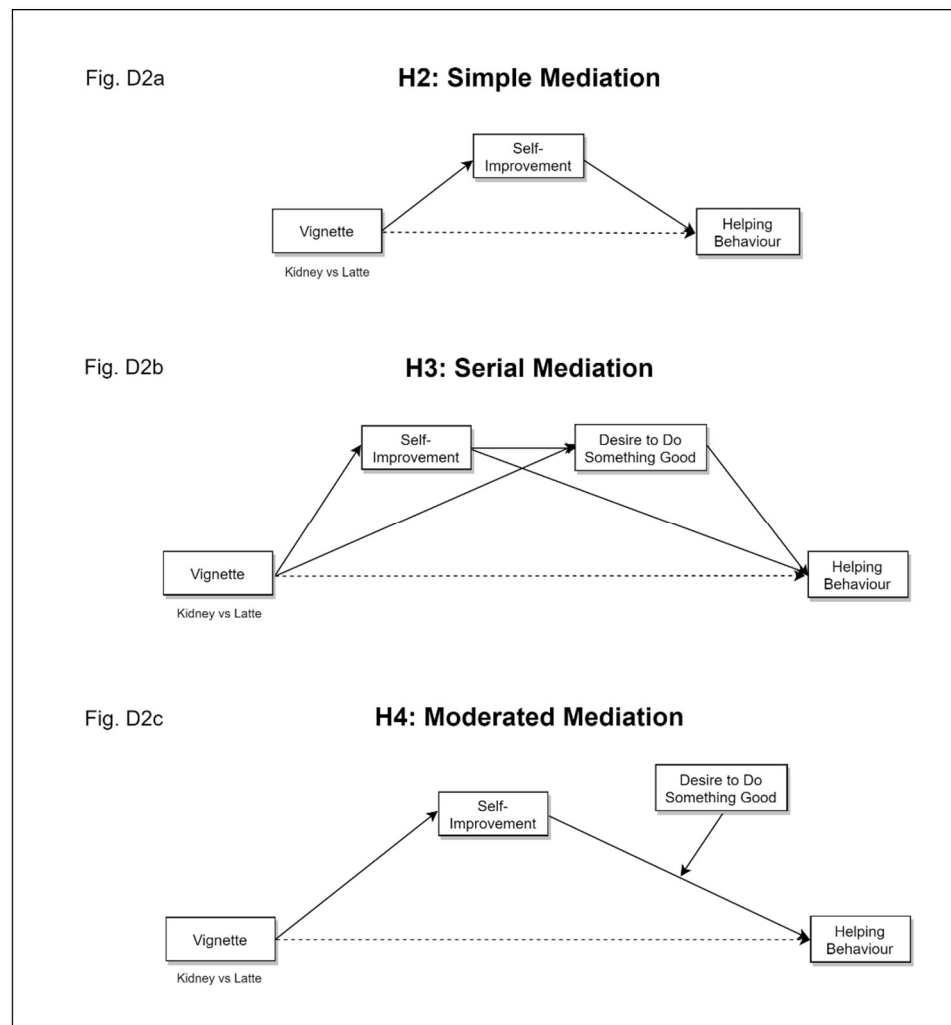 Fig. D2a
H2: Simple Mediation
Self-
Improvement
Vignette
Helping
Behaviour
Kidney vs Latte
Fig. D2b
H3: Serial Mediation
Self-
Improvement
Desire to Do
Something Good
Vignette
Helping
Behaviour
Kidney vs Latte
Fig. D2c
H4: Moderated Mediation
Desire to Do
Something Good
Self-
Improvement
Vignette
Helping
Behaviour
Kidney vs Latte